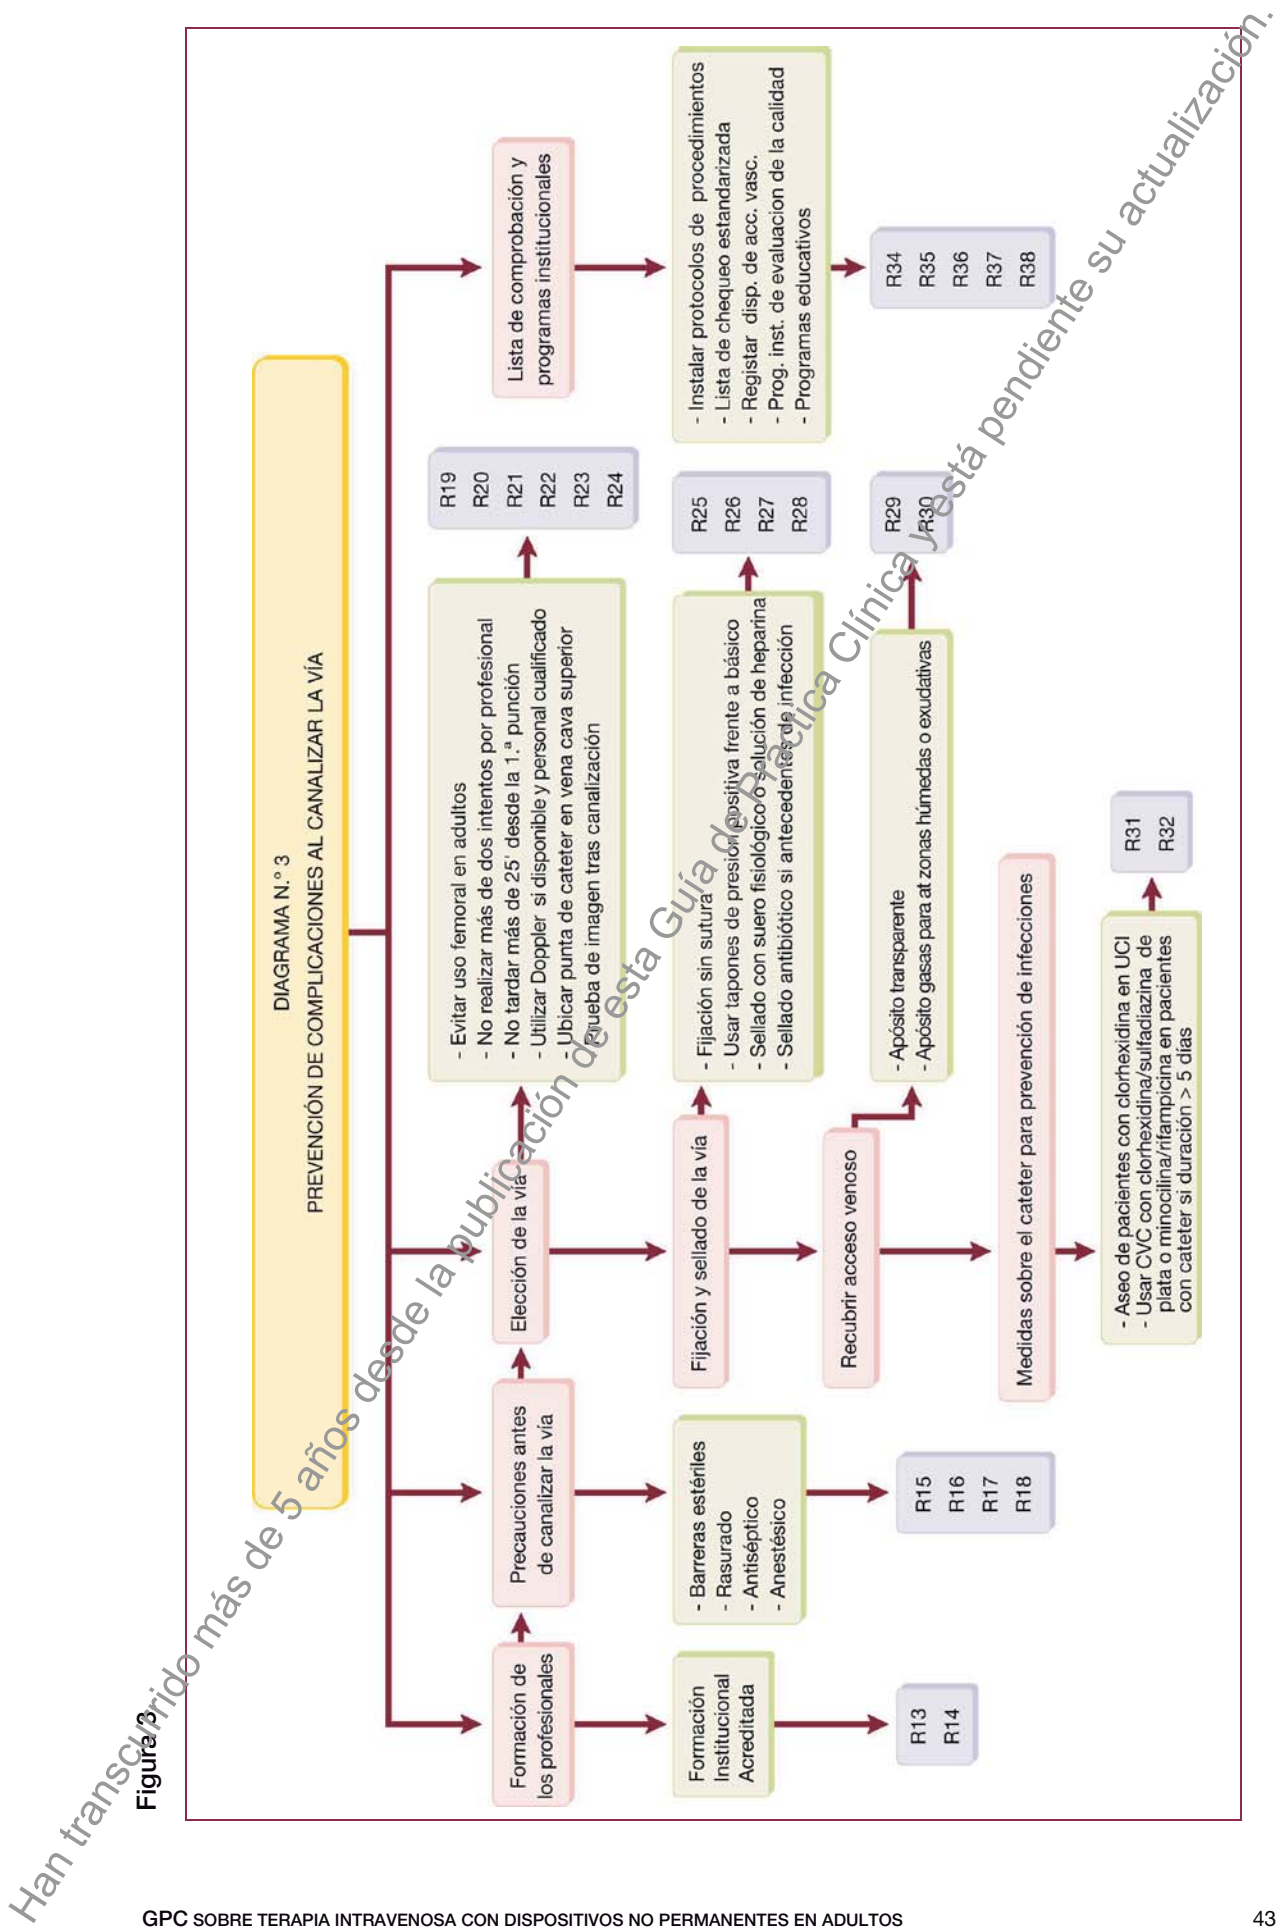 Figura 3
DIAGRAMA N.º 3
PREVENCIÓN DE COMPLICACIONES AL CANALIZAR LA VÍA
Formación de
los profesionales
Formación
Institucional
Acreditada
R13
R14
Precauciones antes
de canalizar la vía
- Barreras estériles
- Rasurado
- Antiséptico
- Anestésico
R15
R16
R17
R18
Elección de la vía
- Evitar uso femoral en adultos
- No realizar más de dos intentos por profesional
- No tardar más de 25' desde la 1.ª punción
- Utilizar Doppler si disponible y personal cualificado
- Ubicar punta de cateter en vena cava superior
- Prueba de imagen tras canalización
R19
R20
R21
R22
R23
R24
Fijación y sellado de la vía
- Fijación sin sutura
- Usar tapones de presión positiva frente a básico
- Sellado con suero fisiológico o solución de heparina
- Sellado antibiótico si antecedentes de infección
R25
R26
R27
R28
Recubrir acceso venoso
- Apósito transparente
- Apósito gasas para at zonas húmedas o exudativas
R29
R30
Medidas sobre el cateter para prevención de infecciones
- Aseo de pacientes con clorhexidina en UCI
- Usar CVC con clorhexidina/sulfadiazina de
plata o minocilina/rifampicina en pacientes
con cateter si duración > 5 días
R31
R32
Lista de comprobación y
programas institucionales
- Instalar protocolos de procedimientos
- Lista de chequeo estandarizada
- Registar disp. de acc. vasc.
- Prog. inst. de evaluacion de la calidad
- Programas educativos
R34
R35
R36
R37
R38
Han transcurrido más de 5 años desde la publicación de esta Guía de Práctica Clínica y está pendiente su actualización.
GPC SOBRE TERAPIA INTRAVENOSA CON DISPOSITIVOS NO PERMANENTES EN ADULTOS
43